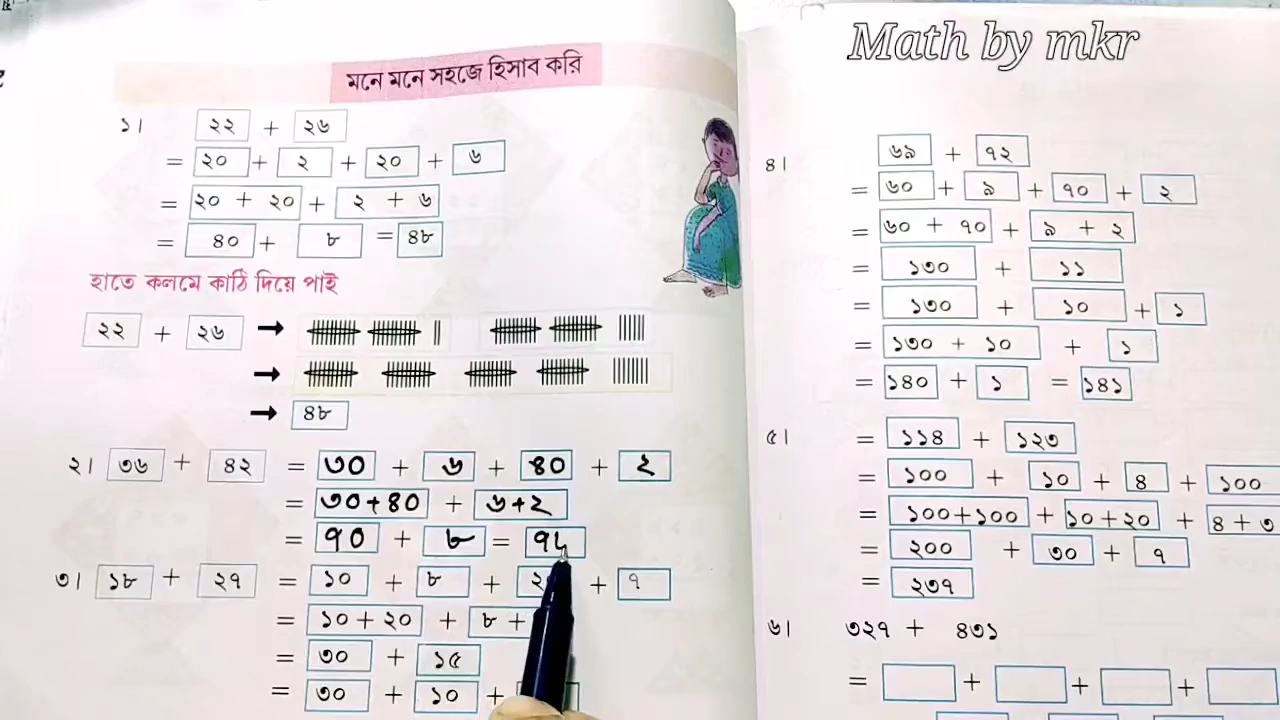 Math by mkr
মনে মনে সহজে হিসাব করি
১। ২২ + ২৬
= ২০ + ২ + ২০ + ৬
= ২০ + ২০ + ২ + ৬
= ৪০ + ৮ = ৪৮
হাতে কলমে কাঠি দিয়ে পাই
২২ + ২৬ →
→
→ ৪৮
২। ৩৬ + ৪২ = ৩০ + ৬ + ৪০ + ২
= ৩০+৪০ + ৬+২
= ৭০ + ৮ = ৭৮
৩। ১৮ + ২৭ = ১০ + ৮ + ২ + ৭
= ১০ + ২০ + ৮ +
= ৩০ + ১৫
= ৩০ + ১০ +
৪। ৬৯ + ৭২
= ৬০ + ৯ + ৭০ + ২
= ৬০ + ৭০ + ৯ + ২
= ১৩০ + ১১
= ১৩০ + ১০ + ১
= ১৩০ + ১০ + ১
= ১৪০ + ১ = ১৪১
৫। = ১১৪ + ১২৩
= ১০০ + ১০ + ৪ + ১০০
= ১০০+১০০ + ১০+২০ + ৪+৩
= ২০০ + ৩০ + ৭
= ২৩৭
৬। ৩২৭ + ৪৩১
= + + +